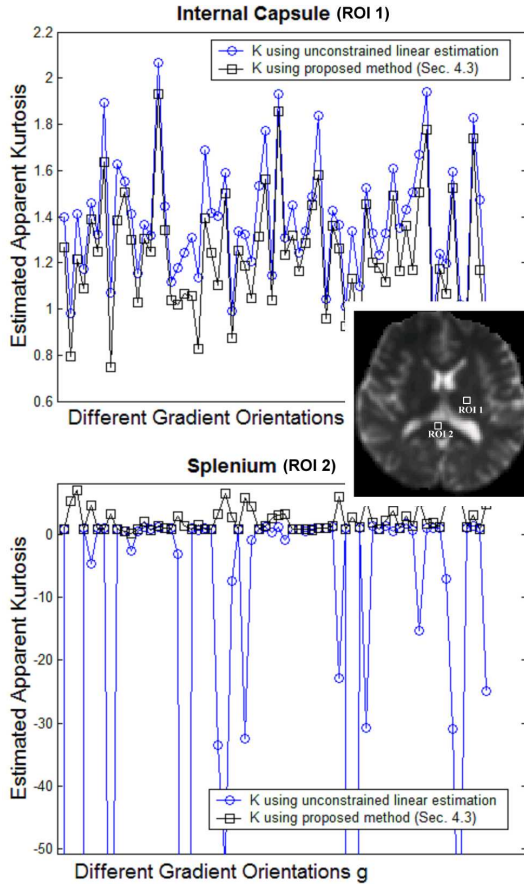 Internal Capsule (ROI 1)
2.2
2
1.8
1.6
1.4
1.2
1
0.8
0.6
Estimated Apparent Kurtosis
K using unconstrained linear estimation
K using proposed method (Sec. 4.3)
Different Gradient Orientations
ROI 1
ROI 2
Splenium (ROI 2)
0
-10
-20
-30
-40
-50
Estimated Apparent Kurtosis
K using unconstrained linear estimation
K using proposed method (Sec. 4.3)
Different Gradient Orientations g